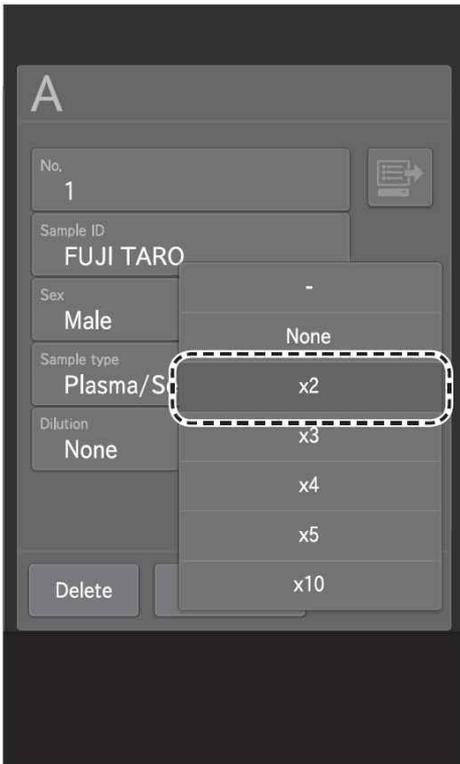 A
No.
1
Sample ID
FUJI TARO
Sex
Male
Sample type
Plasma/S
Dilution
None
-
None
x2
x3
x4
x5
x10
Delete